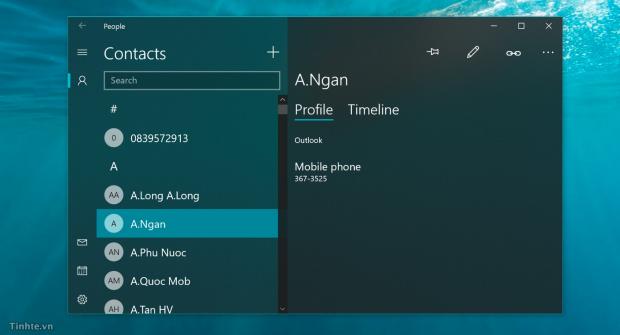 People
Contacts
Search
#
0 0839572913
A
AA A.Long A.Long
A A.Ngan
AN A.Phu Nuoc
AM A.Quoc Mob
AH A.Tan HV
A.Ngan
Profile Timeline
Outlook
Mobile phone
367-3525
Tinhte.vn